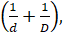 (1/d + 1/D),